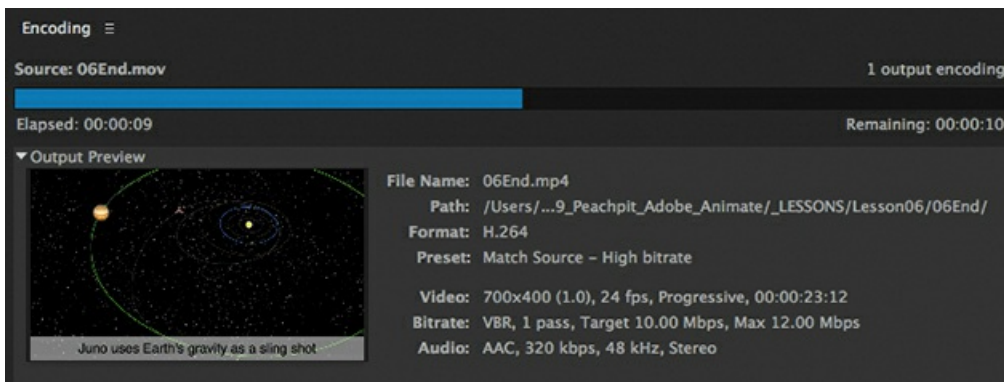 Encoding
Source: 06End.mov
1 output encoding
Elapsed: 00:00:09
Remaining: 00:00:10
Output Preview
File Name: 06End.mp4
Path: /Users/...9_Peachpit_Adobe_Animate/_LESSONS/Lesson06/06End/
Format: H.264
Preset: Match Source – High bitrate
Video: 700x400 (1.0), 24 fps, Progressive, 00:00:23:12
Bitrate: VBR, 1 pass, Target 10.00 Mbps, Max 12.00 Mbps
Audio: AAC, 320 kbps, 48 kHz, Stereo
Juno uses Earth's gravity as a sling shot